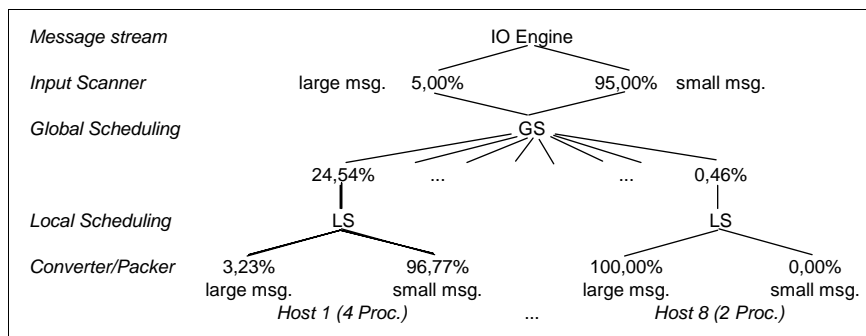 Message stream IO Engine
Input Scanner large msg. 5,00% 95,00% small msg.
Global Scheduling GS
24,54% ... ... 0,46%
Local Scheduling LS LS
Converter/Packer 3,23% 96,77% 100,00% 0,00%
large msg. small msg. large msg. small msg.
Host 1 (4 Proc.) ... Host 8 (2 Proc.)